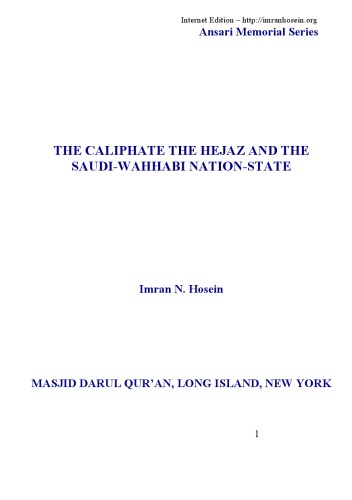 Internet Edition – http://imranhosein.org
Ansari Memorial Series
THE CALIPHATE THE HEJAZ AND THE
SAUDI-WAHHABI NATION-STATE
Imran N. Hosein
MASJID DARUL QUR’AN, LONG ISLAND, NEW YORK
1